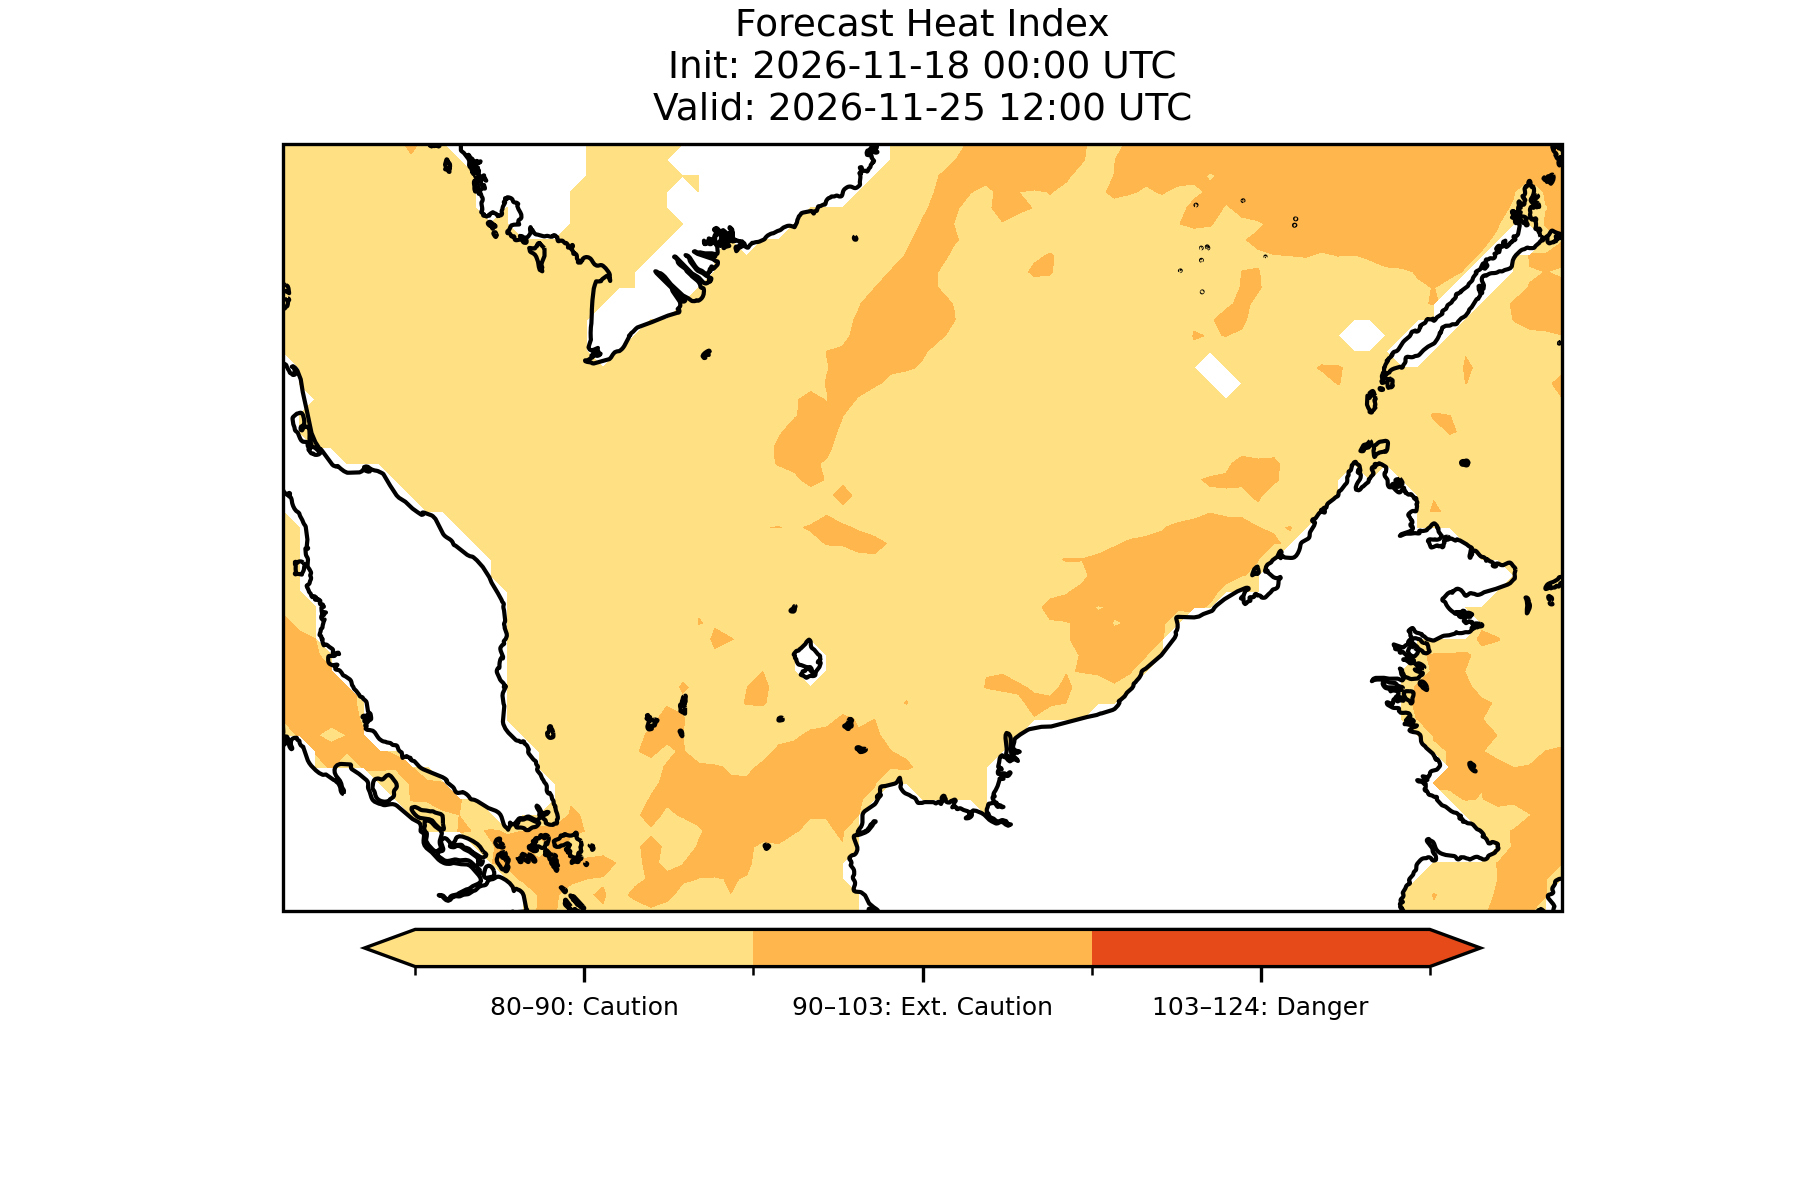 Forecast Heat Index
Init: 2026-11-18 00:00 UTC
Valid: 2026-11-25 12:00 UTC
80–90: Caution
90–103: Ext. Caution
103–124: Danger